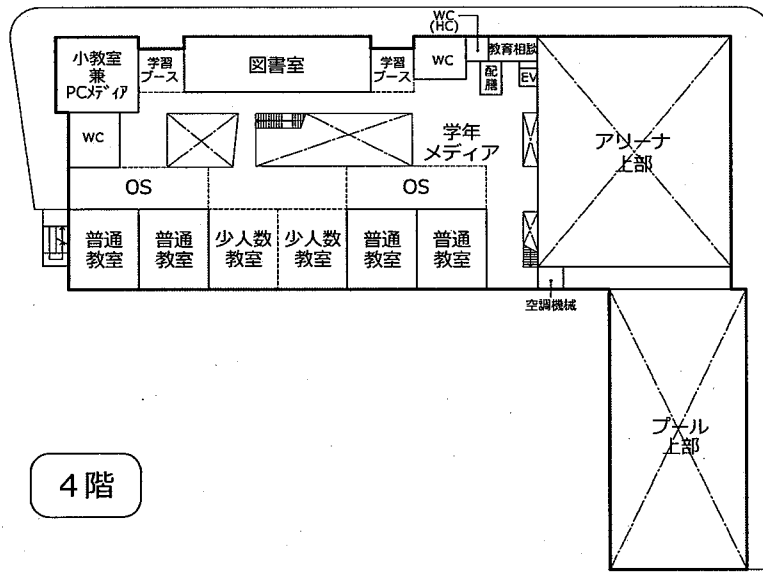 WC
(HC)
小教室
兼
PCメディア
学習
ブース
図書室
学習
ブース
WC
教育相談
配
膳
EV
WC
学年
メディア
アリーナ
上部
OS
OS
普通
教室
普通
教室
少人数
教室
少人数
教室
普通
教室
普通
教室
空調機械
プール
上部
4階